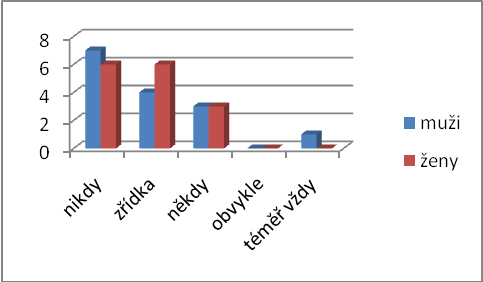 8
6
4
2
0
nikdy
zřídka
někdy
obvykle
téměř vždy
muži
ženy